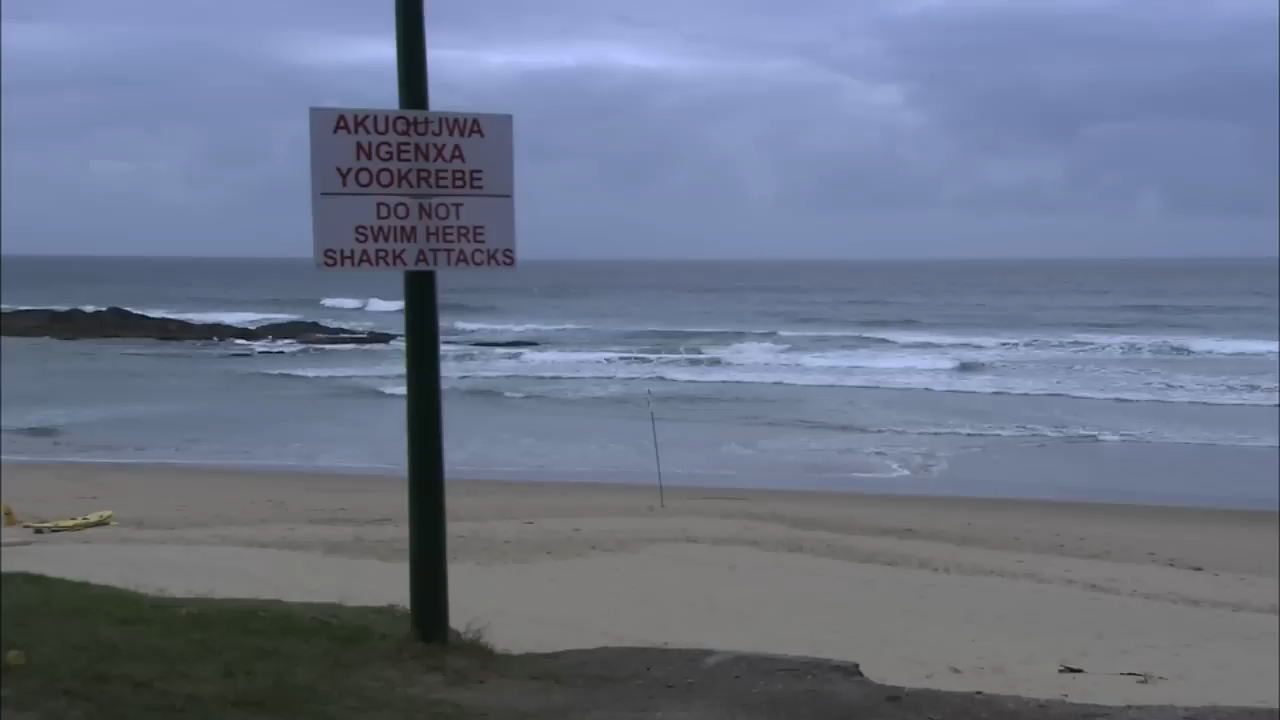 AKUQUJWA
NGENXA
YOOKREBE
DO NOT
SWIM HERE
SHARK ATTACKS